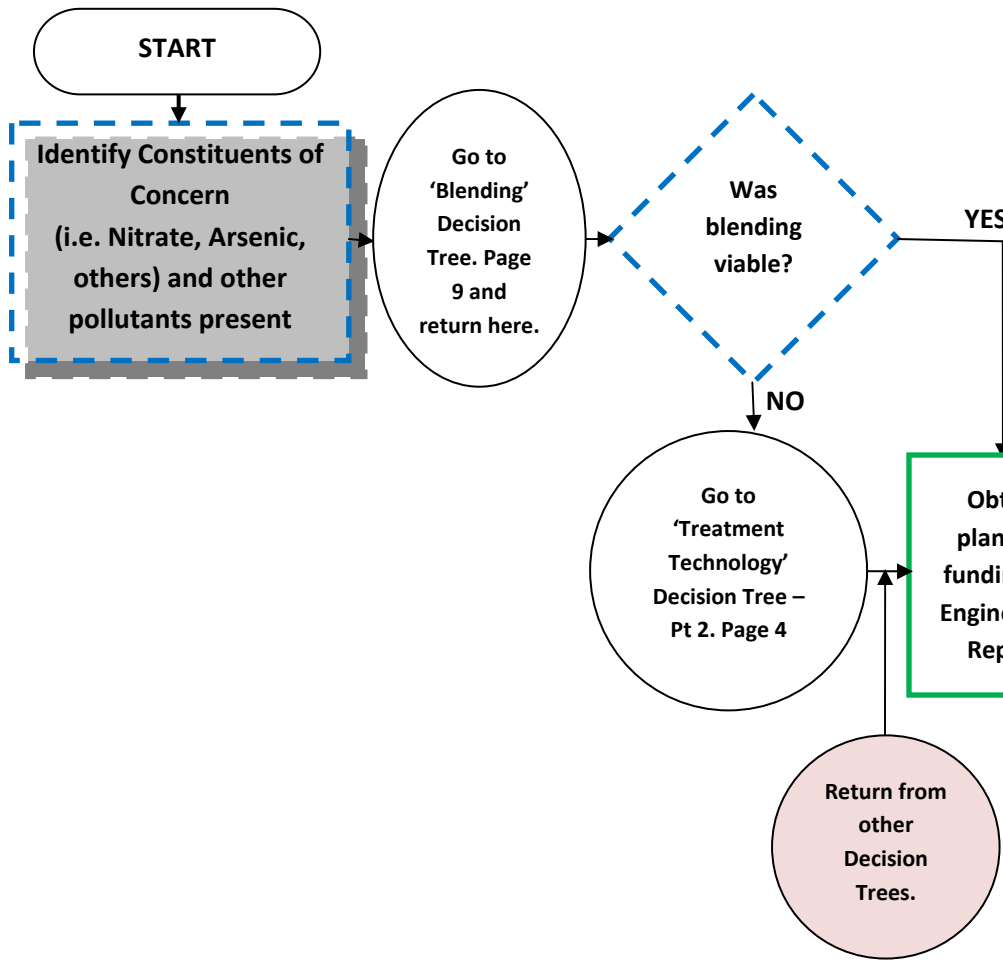 START
Identify Constituents of
Concern
(i.e. Nitrate, Arsenic,
others) and other
pollutants present
Go to
‘Blending’
Decision
Tree. Page
9 and
return here.
Was
blending
viable?
YES
NO
Go to
‘Treatment
Technology’
Decision Tree –
Pt 2. Page 4
Return from
other
Decision
Trees.